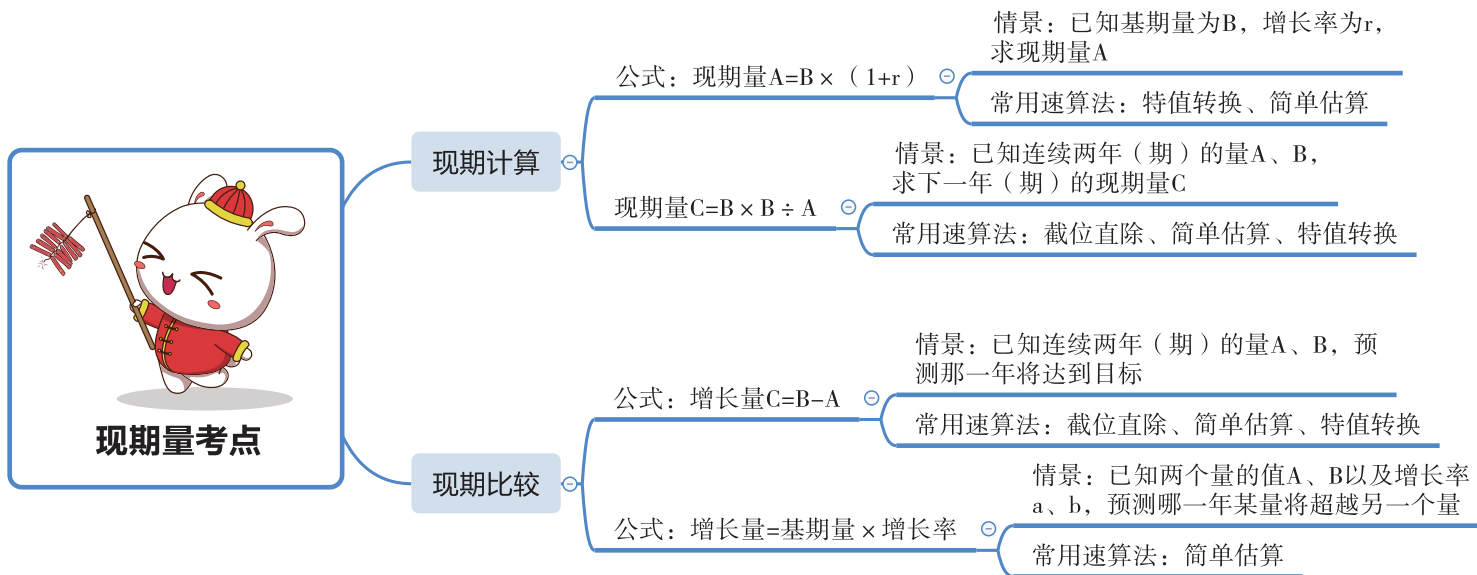 现期量考点
现期计算
公式：现期量A=B×（1+r）
情景：已知基期量为B，增长率为r，
求现期量A
常用速算法：特值转换、简单估算
现期量C=B×B÷A
情景：已知连续两年（期）的量A、B，
求下一年（期）的现期量C
常用速算法：截位直除、简单估算、特值转换
现期比较
公式：增长量C=B-A
情景：已知连续两年（期）的量A、B，预
测那一年将达到目标
常用速算法：截位直除、简单估算、特值转换
公式：增长量=基期量×增长率
情景：已知两个量的值A、B以及增长率
a、b，预测哪一年某量将超越另一个量
常用速算法：简单估算